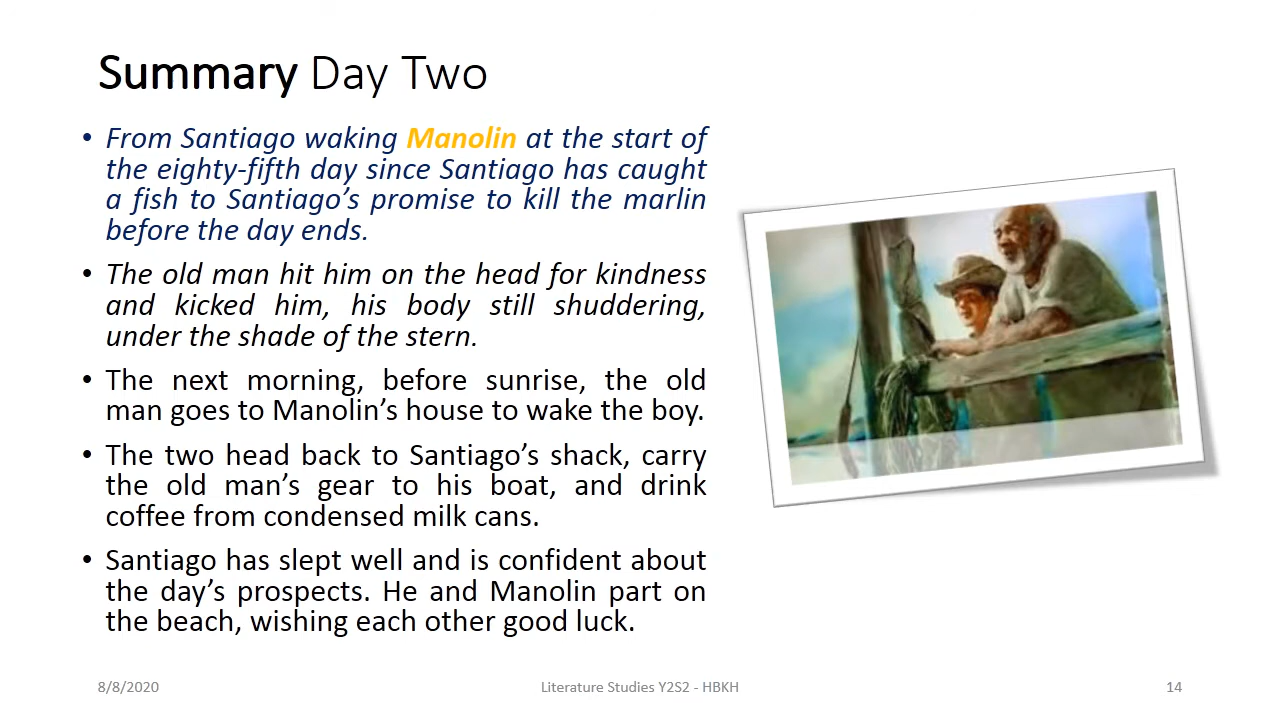 Summary Day Two
• From Santiago waking Manolin at the start of
the eighty-fifth day since Santiago has caught
a fish to Santiago’s promise to kill the marlin
before the day ends.
• The old man hit him on the head for kindness
and kicked him, his body still shuddering,
under the shade of the stern.
• The next morning, before sunrise, the old
man goes to Manolin’s house to wake the boy.
• The two head back to Santiago’s shack, carry
the old man’s gear to his boat, and drink
coffee from condensed milk cans.
• Santiago has slept well and is confident about
the day’s prospects. He and Manolin part on
the beach, wishing each other good luck.
8/8/2020
Literature Studies Y2S2 - HBKH
14